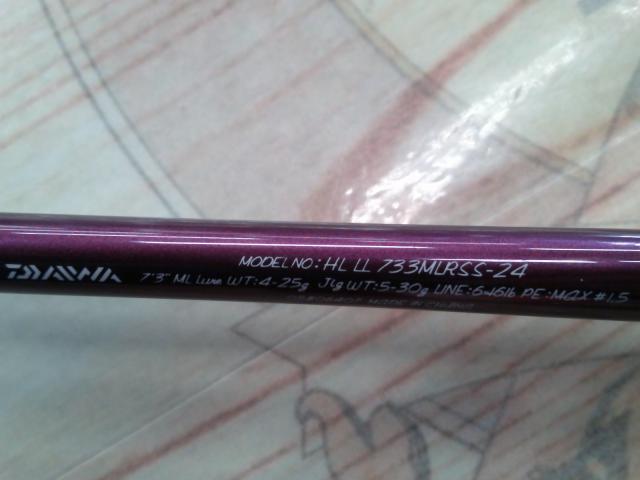 MODEL NO: HL LL 733MLRSS-24
DAIWA 7'3" ML Lure WT:4-25g Jig WT:5-30g LINE:6-16lb PE:MAX #1.5